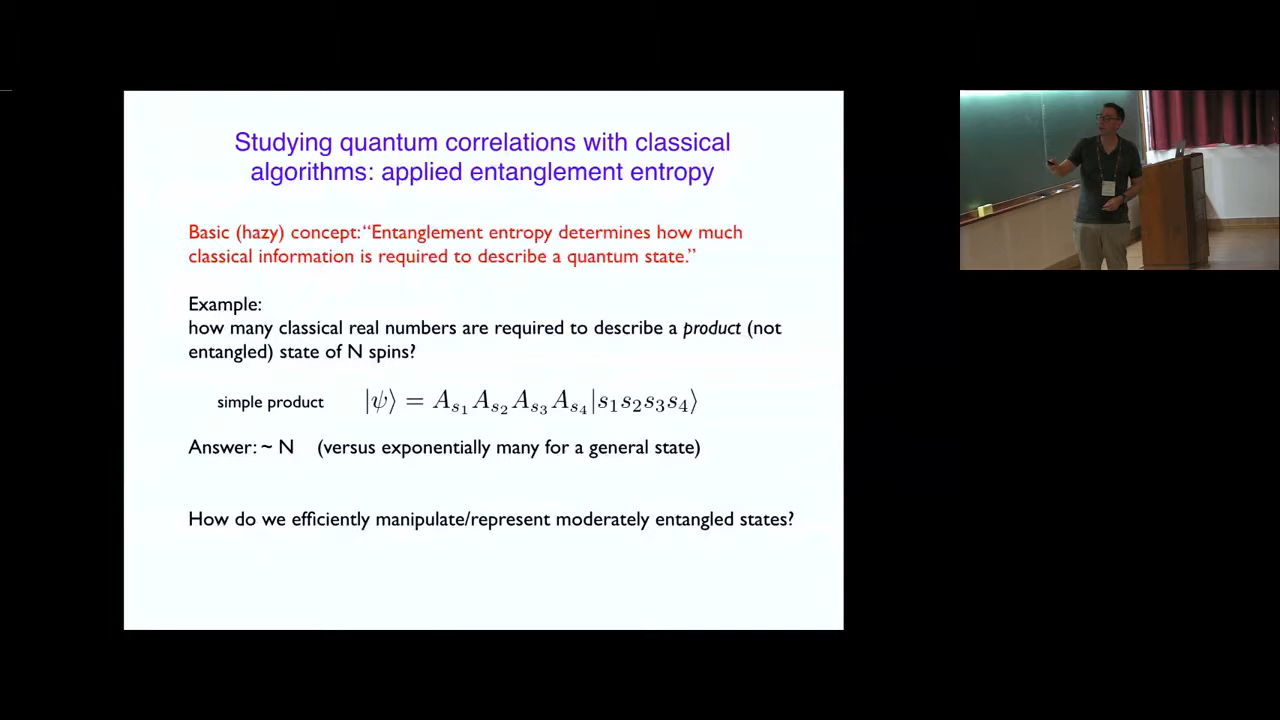 Studying quantum correlations with classical
algorithms: applied entanglement entropy
Basic (hazy) concept: “Entanglement entropy determines how much
classical information is required to describe a quantum state.”
Example:
how many classical real numbers are required to describe a product (not
entangled) state of N spins?
simple product |ψ⟩ = A_{s_1} A_{s_2} A_{s_3} A_{s_4} |s_1 s_2 s_3 s_4⟩
Answer: ~ N (versus exponentially many for a general state)
How do we efficiently manipulate/represent moderately entangled states?